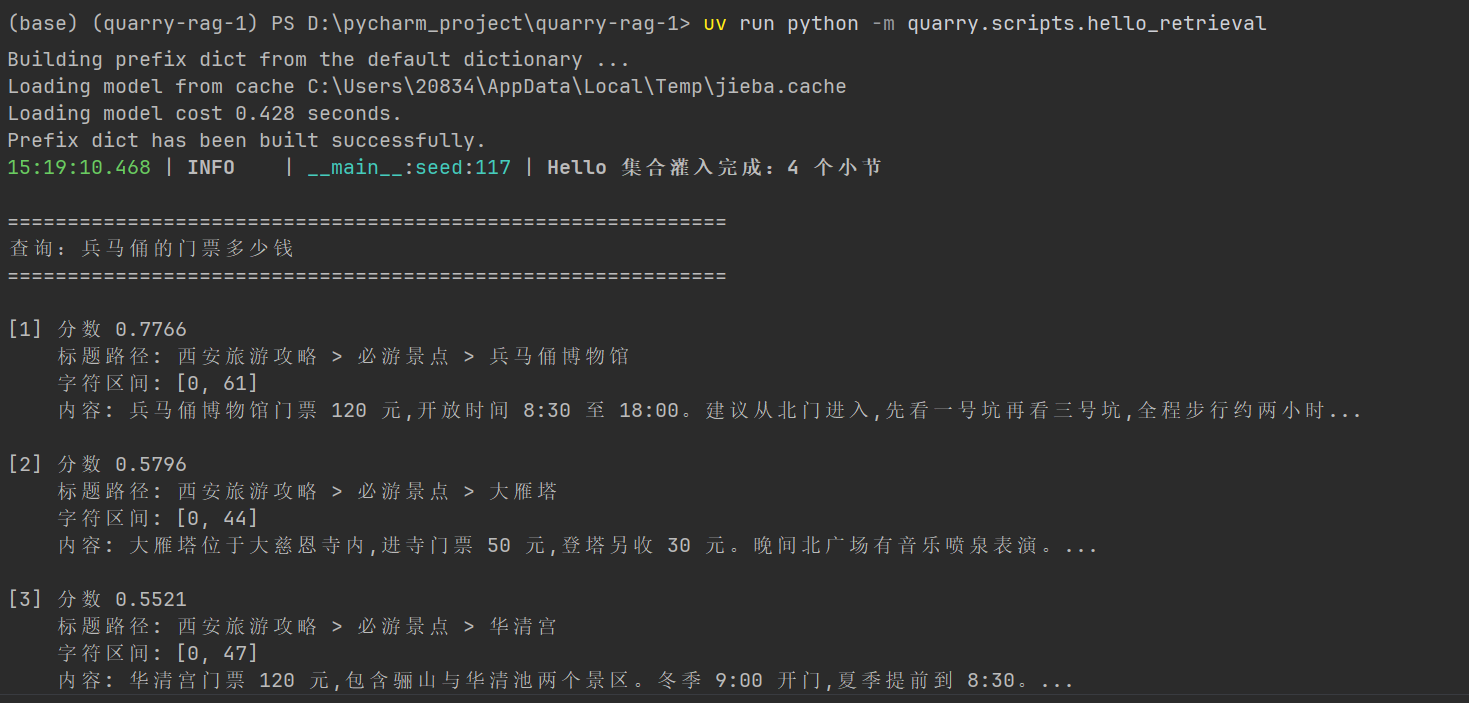 (base) (quarry-rag-1) PS D:\pycharm_project\quarry-rag-1> uv run python -m quarry.scripts.hello_retrieval
Building prefix dict from the default dictionary ...
Loading model from cache C:\Users\20834\AppData\Local\Temp\jieba.cache
Loading model cost 0.428 seconds.
Prefix dict has been built successfully.
15:19:10.468 | INFO     | __main__:seed:117 | Hello 集合灌入完成: 4 个小节
============================================================
查询: 兵马俑的门票多少钱
============================================================
[1] 分数 0.7766
    标题路径: 西安旅游攻略 > 必游景点 > 兵马俑博物馆
    字符区间: [0, 61]
    内容: 兵马俑博物馆门票 120 元,开放时间 8:30 至 18:00。建议从北门进入,先看一号坑再看三号坑,全程步行约两小时...
[2] 分数 0.5796
    标题路径: 西安旅游攻略 > 必游景点 > 大雁塔
    字符区间: [0, 44]
    内容: 大雁塔位于大慈恩寺内,进寺门票 50 元,登塔另收 30 元。晚间北广场有音乐喷泉表演。...
[3] 分数 0.5521
    标题路径: 西安旅游攻略 > 必游景点 > 华清宫
    字符区间: [0, 47]
    内容: 华清宫门票 120 元,包含骊山与华清池两个景区。冬季 9:00 开门,夏季提前到 8:30。...